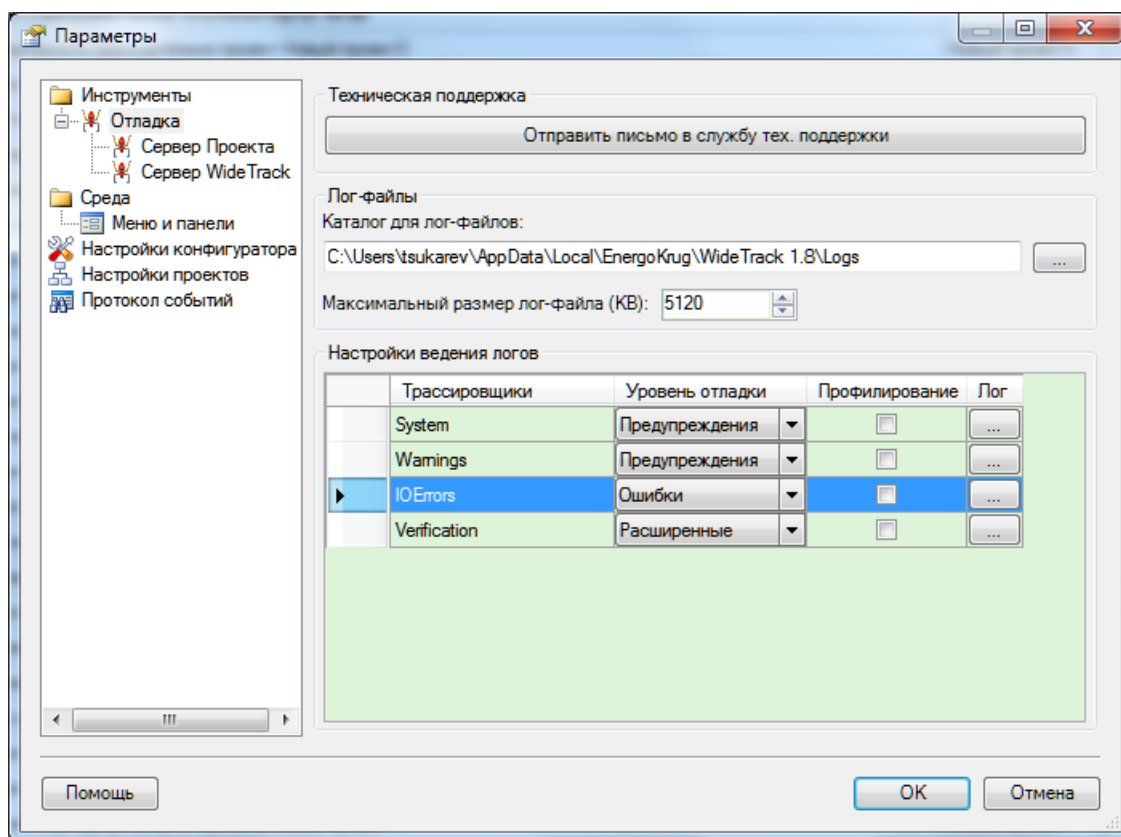 Параметры
Инструменты
Отладка
Сервер Проекта
Сервер WideTrack
Среда
Меню и панели
Настройки конфигуратора
Настройки проектов
Протокол событий
Техническая поддержка
Отправить письмо в службу тех. поддержки
Лог-файлы
Каталог для лог-файлов:
C:\Users\tsukarev\AppData\Local\EnergoKrug\WideTrack 1.8\Logs
...
Максимальный размер лог-файла (KB): 5120
Настройки ведения логов
Трассировщики Уровень отладки Профилирование Лог
System Предупреждения ...
Warnings Предупреждения ...
IOErrors Ошибки ...
Verification Расширенные ...
Помощь OK Отмена